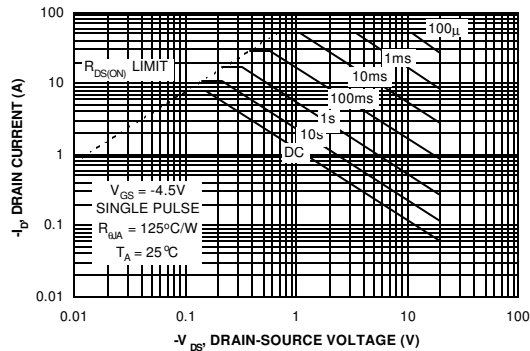 100
100µ
1ms
R_DS(ON) LIMIT
10ms
10
100ms
1s
10s
DC
1
V_GS = -4.5V
SINGLE PULSE
R_θJA = 125°C/W
T_A = 25°C
0.1
0.01
0.01 0.1 1 10 100
-I_D, DRAIN CURRENT (A)
-V_DS, DRAIN-SOURCE VOLTAGE (V)